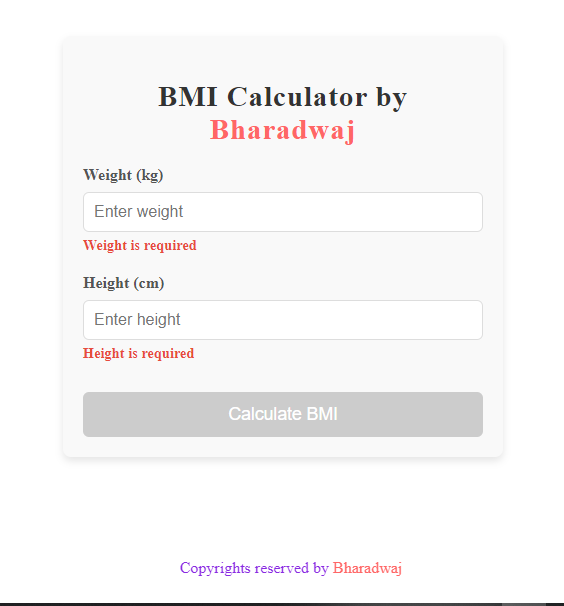 BMI Calculator by
Bharadwaj
Weight (kg)
Enter weight
Weight is required
Height (cm)
Enter height
Height is required
Calculate BMI
Copyrights reserved by Bharadwaj